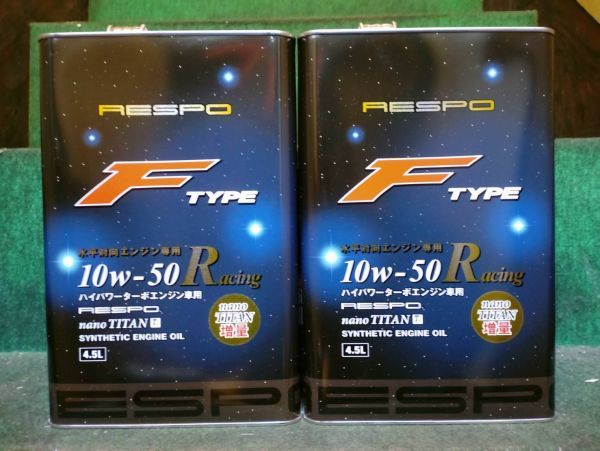 RESPO
F TYPE
水平対向エンジン専用
10w-50 Racing
ハイパワーターボエンジン車用
RESPO
nano TITAN T
SYNTHETIC ENGINE OIL
4.5L
nano
TITAN
増量
ESP
RESPO
F TYPE
水平対向エンジン専用
10w-50 Racing
ハイパワーターボエンジン車用
RESPO
nano TITAN T
SYNTHETIC ENGINE OIL
4.5L
nano
TITAN
増量
ESP